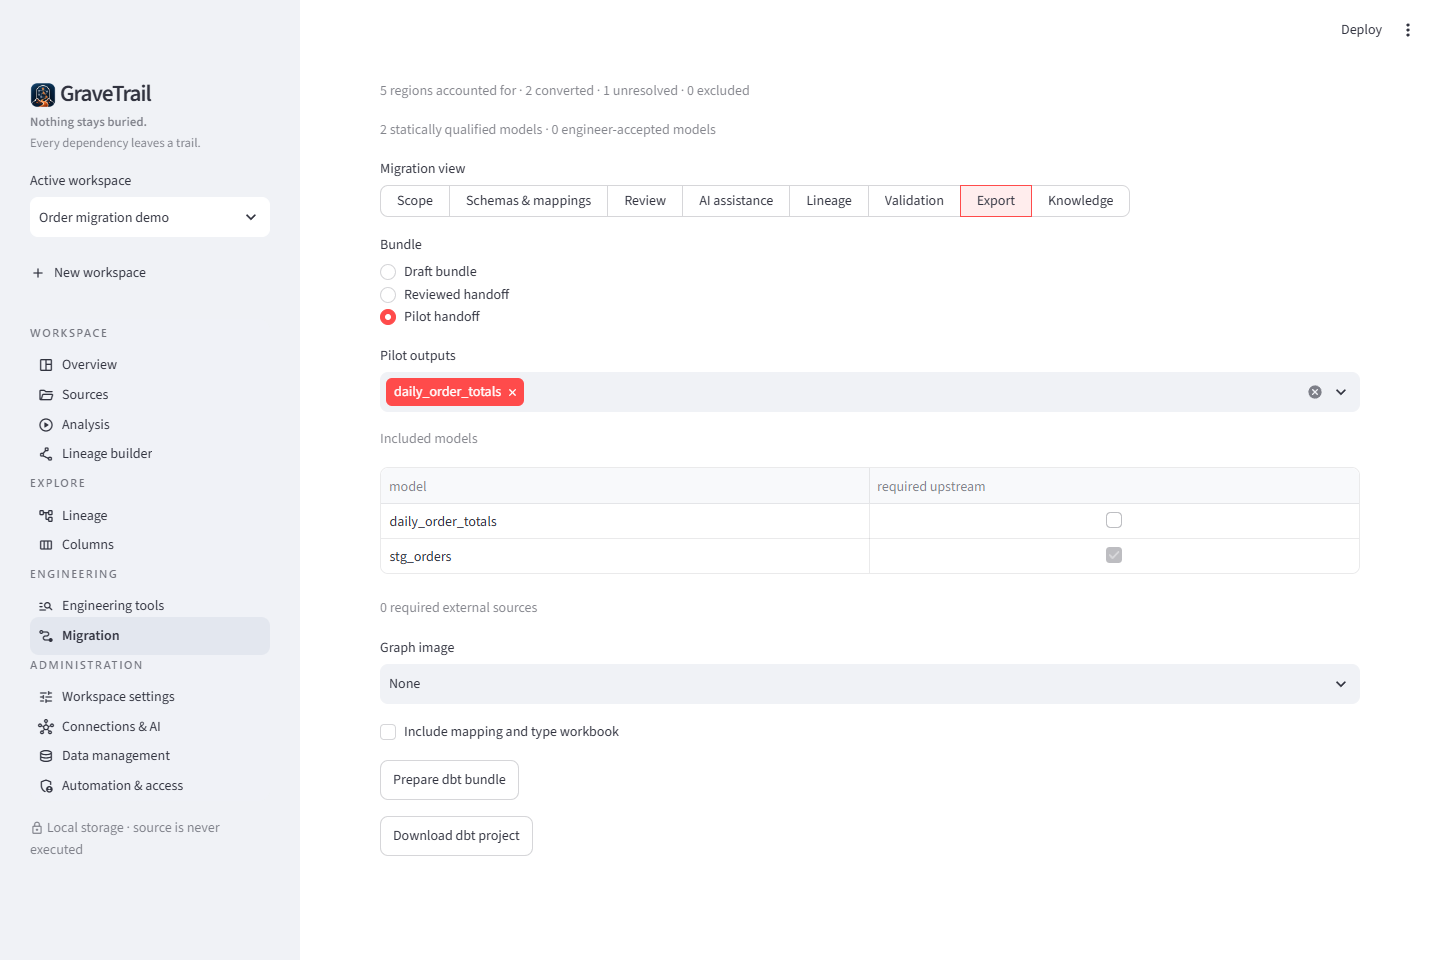 Deploy
GraveTrail
Nothing stays buried.
Every dependency leaves a trail.
Active workspace
Order migration demo
New workspace
WORKSPACE
Overview
Sources
Analysis
Lineage builder
EXPLORE
Lineage
Columns
ENGINEERING
Engineering tools
Migration
ADMINISTRATION
Workspace settings
Connections & AI
Data management
Automation & access
Local storage · source is never
executed
5 regions accounted for · 2 converted · 1 unresolved · 0 excluded
2 statically qualified models · 0 engineer-accepted models
Migration view
Scope Schemas & mappings Review AI assistance Lineage Validation Export Knowledge
Bundle
Draft bundle
Reviewed handoff
Pilot handoff
Pilot outputs
daily_order_totals
Included models
model required upstream
daily_order_totals
stg_orders
0 required external sources
Graph image
None
Include mapping and type workbook
Prepare dbt bundle
Download dbt project